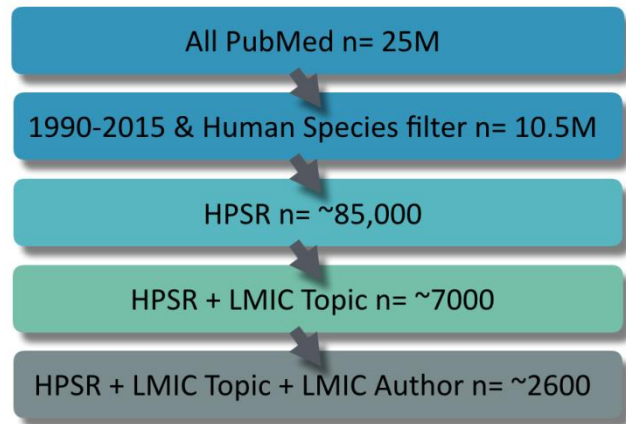 All PubMed n= 25M
1990-2015 & Human Species filter n= 10.5M
HPSR n= ~85,000
HPSR + LMIC Topic n= ~7000
HPSR + LMIC Topic + LMIC Author n= ~2600